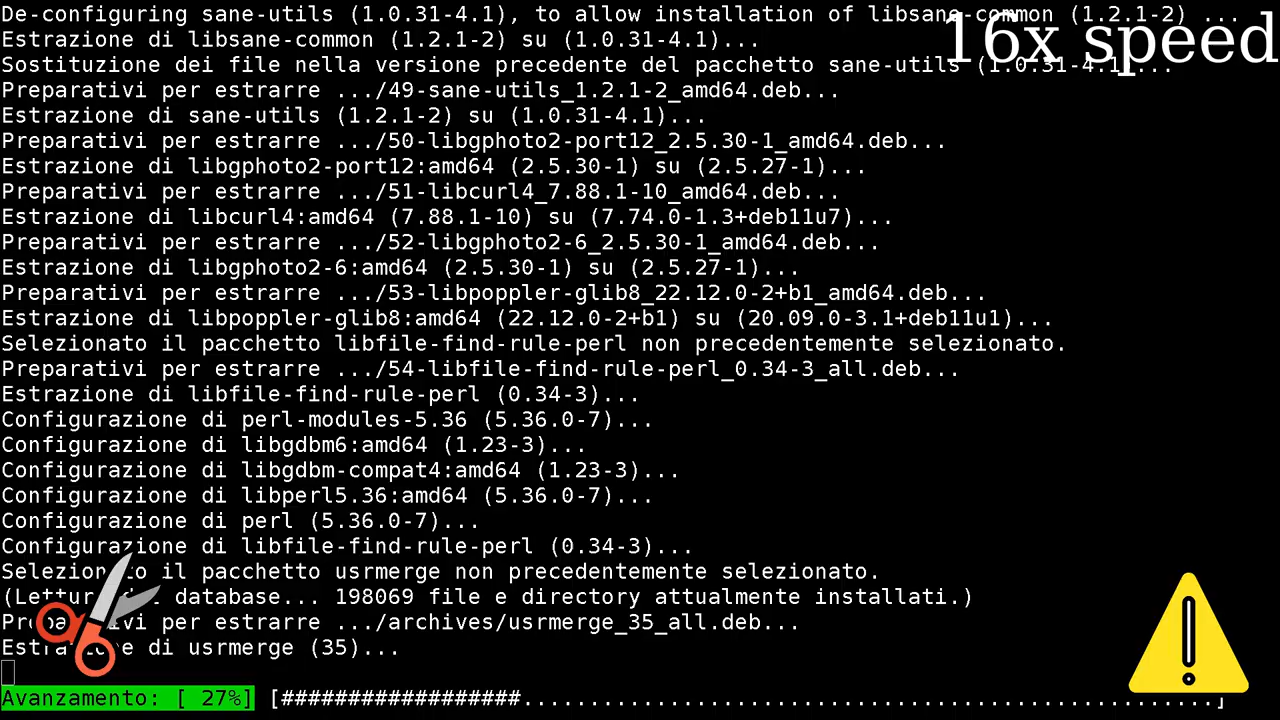 De-configuring sane-utils (1.0.31-4.1), to allow installation of libsane-common (1.2.1-2) ...
16x speed
Estrazione di libsane-common (1.2.1-2) su (1.0.31-4.1)...
Sostituzione dei file nella versione precedente del pacchetto sane-utils (1.0.31-4.1)...
Preparativi per estrarre .../49-sane-utils_1.2.1-2_amd64.deb...
Estrazione di sane-utils (1.2.1-2) su (1.0.31-4.1)...
Preparativi per estrarre .../50-libgphoto2-port12_2.5.30-1_amd64.deb...
Estrazione di libgphoto2-port12:amd64 (2.5.30-1) su (2.5.27-1)...
Preparativi per estrarre .../51-libcurl4_7.88.1-10_amd64.deb...
Estrazione di libcurl4:amd64 (7.88.1-10) su (7.74.0-1.3+deb11u7)...
Preparativi per estrarre .../52-libgphoto2-6_2.5.30-1_amd64.deb...
Estrazione di libgphoto2-6:amd64 (2.5.30-1) su (2.5.27-1)...
Preparativi per estrarre .../53-libpoppler-glib8_22.12.0-2+b1_amd64.deb...
Estrazione di libpoppler-glib8:amd64 (22.12.0-2+b1) su (20.09.0-3.1+deb11u1)...
Selezionato il pacchetto libfile-find-rule-perl non precedentemente selezionato.
Preparativi per estrarre .../54-libfile-find-rule-perl_0.34-3_all.deb...
Estrazione di libfile-find-rule-perl (0.34-3)...
Configurazione di perl-modules-5.36 (5.36.0-7)...
Configurazione di libgdbm6:amd64 (1.23-3)...
Configurazione di libgdbm-compat4:amd64 (1.23-3)...
Configurazione di libperl5.36:amd64 (5.36.0-7)...
Configurazione di perl (5.36.0-7)...
Configurazione di libfile-find-rule-perl (0.34-3)...
Selezionato il pacchetto usrmerge non precedentemente selezionato.
(Lettura del database... 198069 file e directory attualmente installati.)
Preparativi per estrarre .../archives/usrmerge_35_all.deb...
Estrazione di usrmerge (35)...
Avanzamento: [ 27%] [##################....................................................]